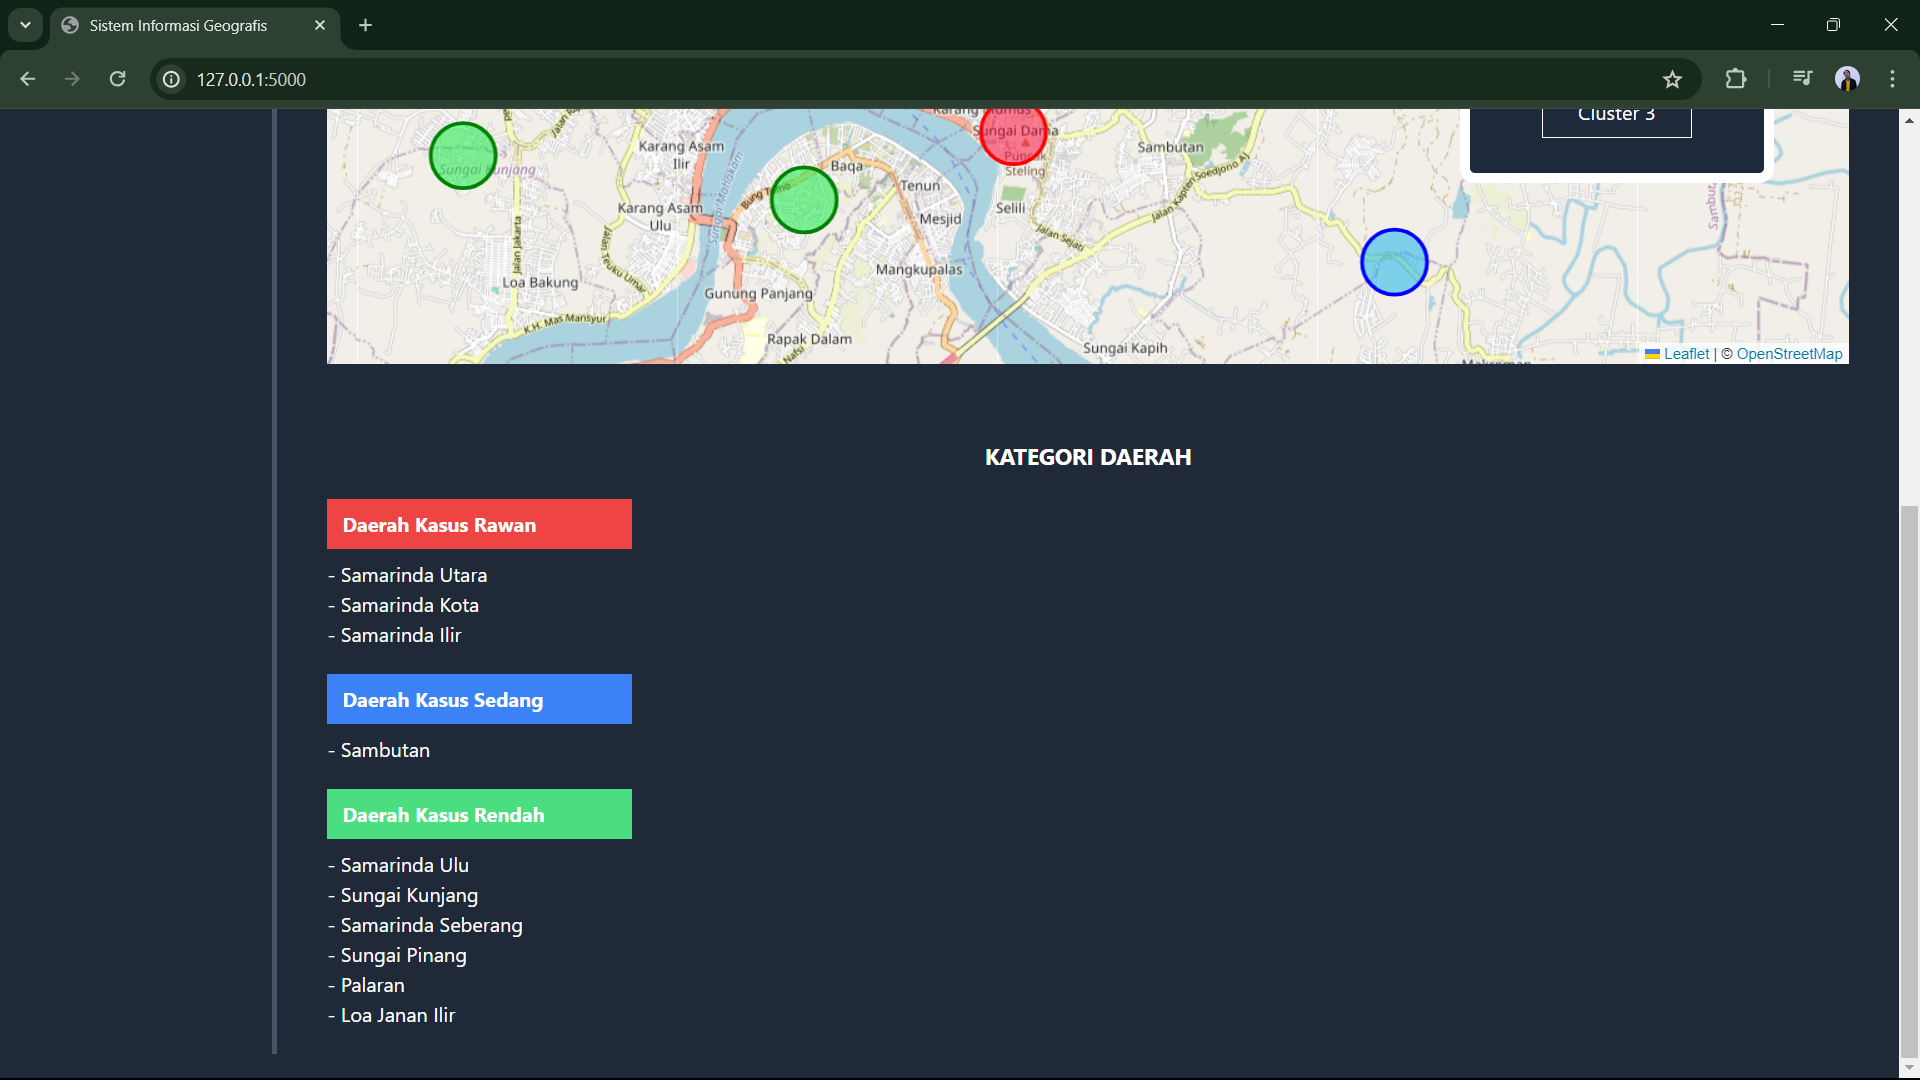 Sistem Informasi Geografis
127.0.0.1:5000
Cluster 3
Sungai Dama
Steling
Sungai Kunjang
Karang Asam
Ilir
Sungai Mahakam
Baqa
Tenun
Mesjid
Selili
Sambutan
Jalan Kapten Soedjono AJ
Karang Asam
Ulu
Jalan Jakarta
Jalan Teuku Umar
Jalan Sejati
Loa Bakung
Gunung Panjang
Mangkupalas
K.H. Mas Mansyur
Rapak Dalam
Sungai Kapih
Leaflet | © OpenStreetMap
KATEGORI DAERAH
Daerah Kasus Rawan
- Samarinda Utara
- Samarinda Kota
- Samarinda Ilir
Daerah Kasus Sedang
- Sambutan
Daerah Kasus Rendah
- Samarinda Ulu
- Sungai Kunjang
- Samarinda Seberang
- Sungai Pinang
- Palaran
- Loa Janan Ilir